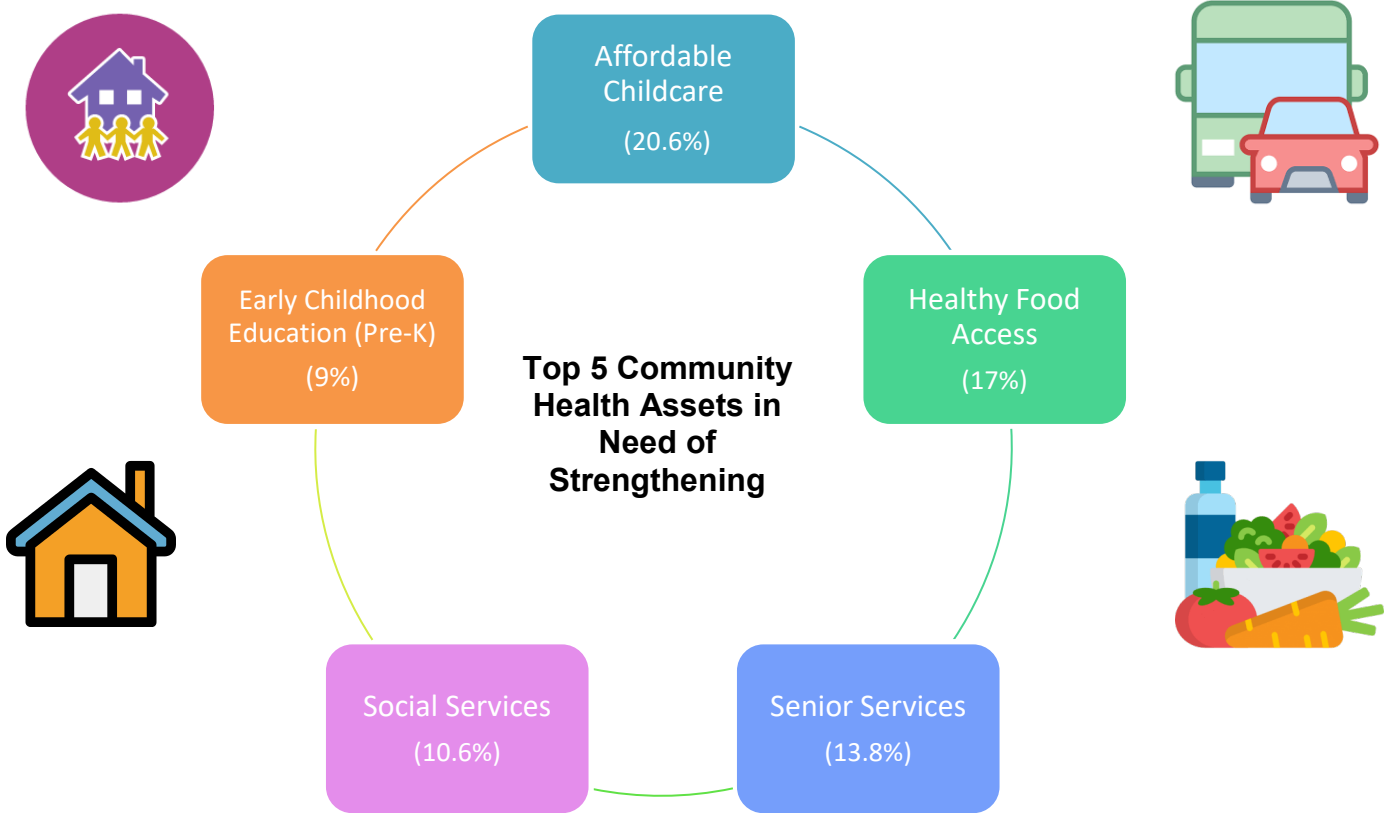 Affordable
Childcare
(20.6%)
Healthy Food
Access
(17%)
Senior Services
(13.8%)
Social Services
(10.6%)
Early Childhood
Education (Pre-K)
(9%)
Top 5 Community
Health Assets in
Need of
Strengthening